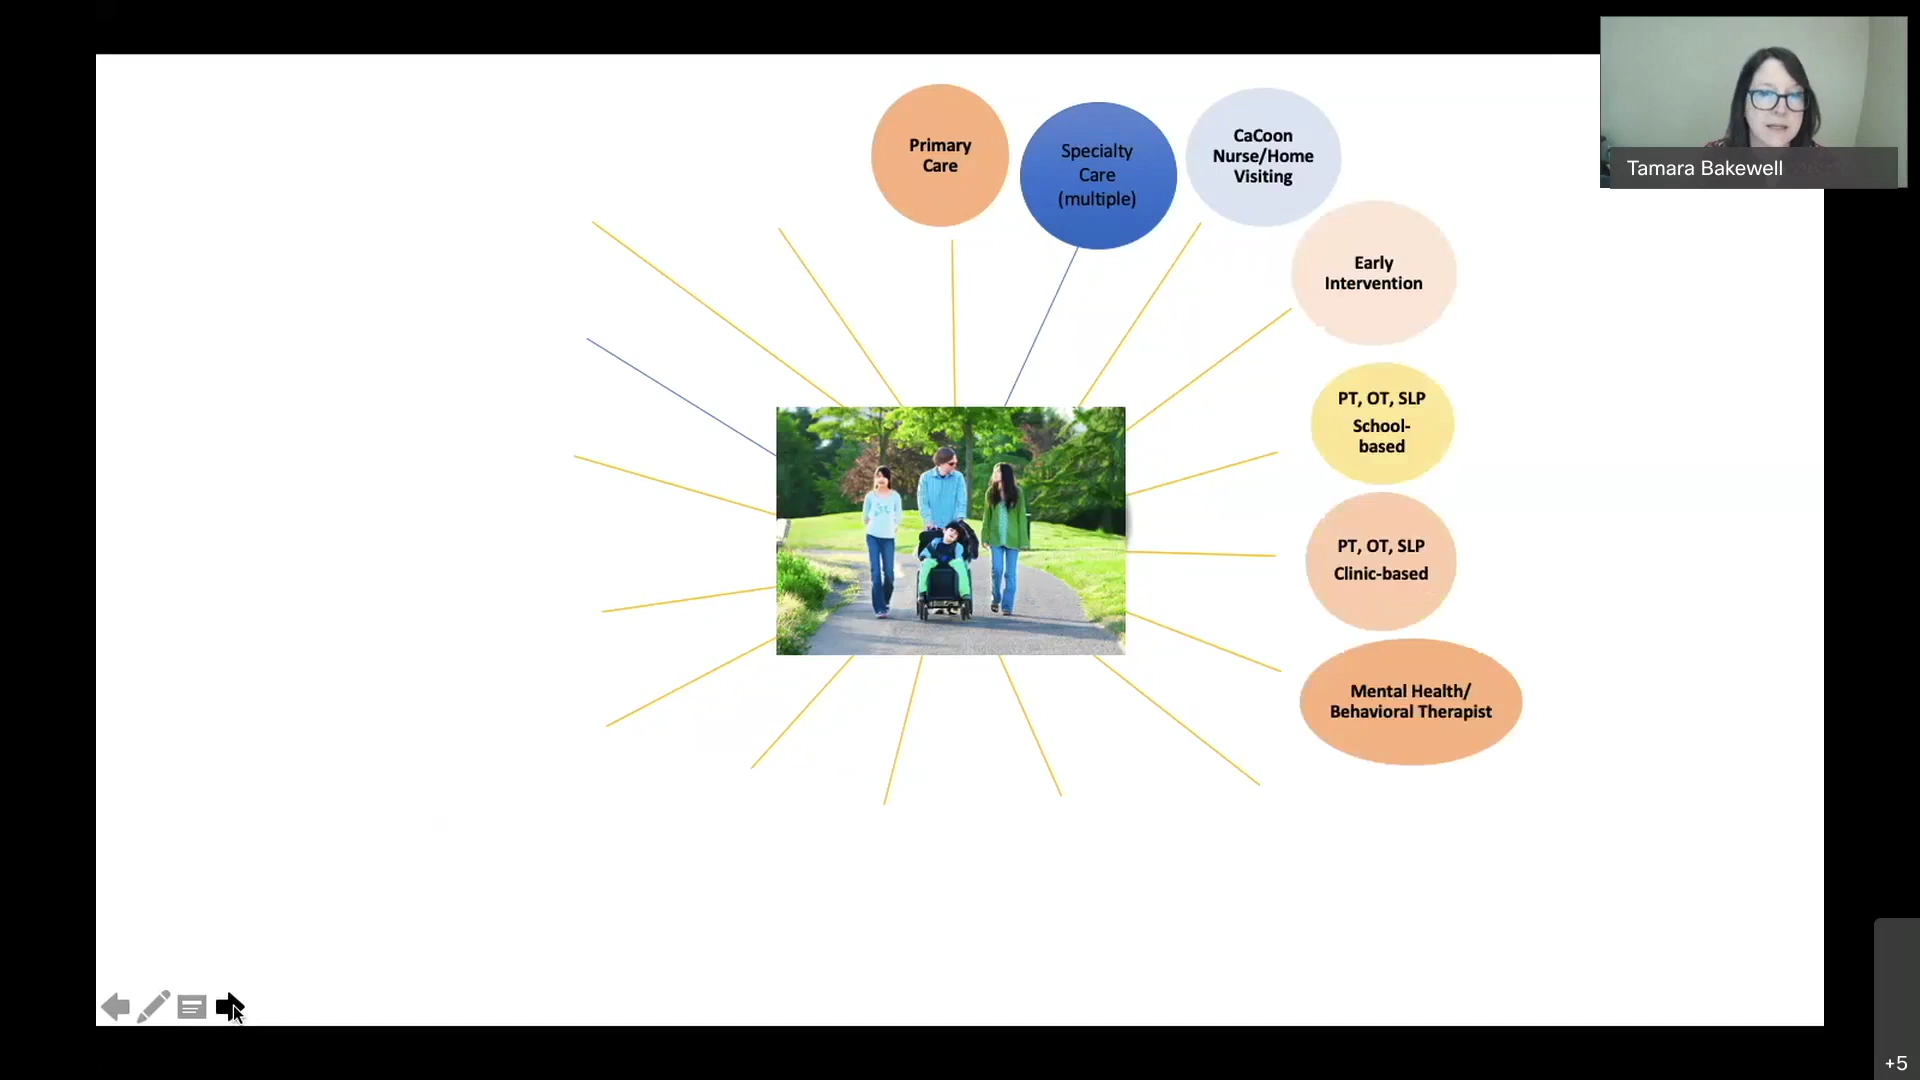 Primary
Care
Specialty
Care
(multiple)
CaCoon
Nurse/Home
Visiting
Tamara Bakewell
Early
Intervention
PT, OT, SLP
School-
based
PT, OT, SLP
Clinic-based
Mental Health/
Behavioral Therapist
+5